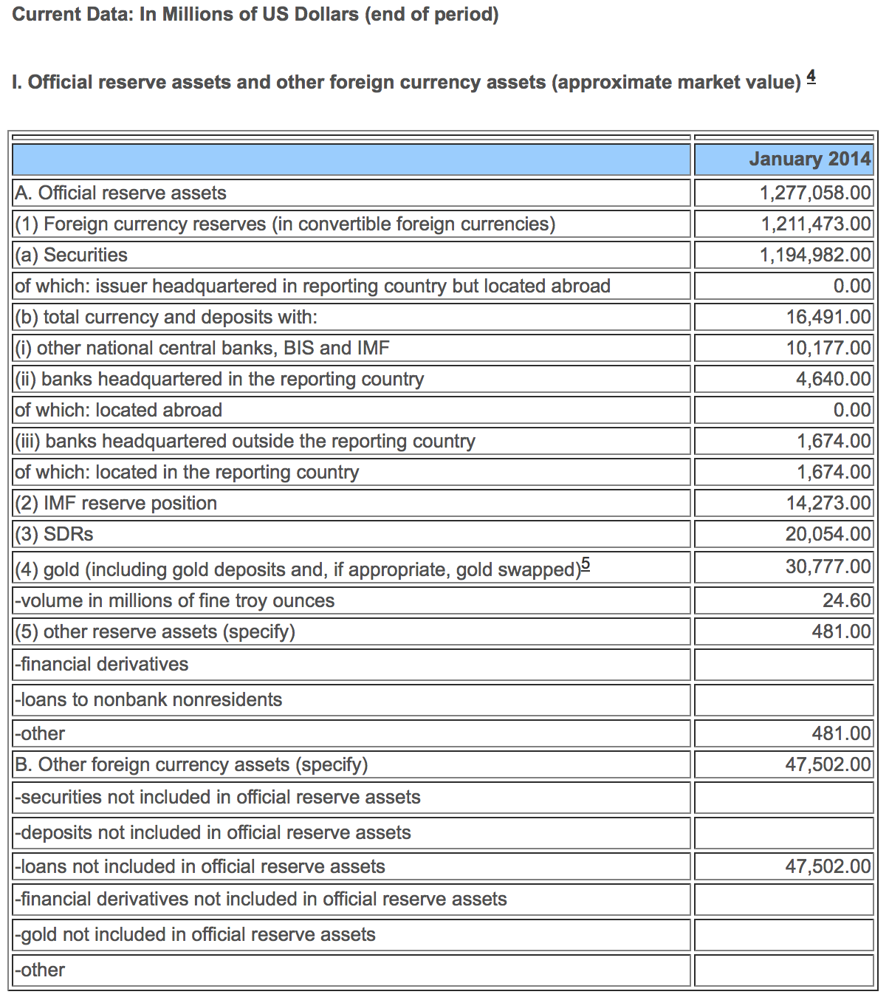 Current Data: In Millions of US Dollars (end of period)
I. Official reserve assets and other foreign currency assets (approximate market value) 4
January 2014
A. Official reserve assets 1,277,058.00
(1) Foreign currency reserves (in convertible foreign currencies) 1,211,473.00
(a) Securities 1,194,982.00
of which: issuer headquartered in reporting country but located abroad 0.00
(b) total currency and deposits with: 16,491.00
(i) other national central banks, BIS and IMF 10,177.00
(ii) banks headquartered in the reporting country 4,640.00
of which: located abroad 0.00
(iii) banks headquartered outside the reporting country 1,674.00
of which: located in the reporting country 1,674.00
(2) IMF reserve position 14,273.00
(3) SDRs 20,054.00
(4) gold (including gold deposits and, if appropriate, gold swapped)5 30,777.00
-volume in millions of fine troy ounces 24.60
(5) other reserve assets (specify) 481.00
-financial derivatives
-loans to nonbank nonresidents
-other 481.00
B. Other foreign currency assets (specify) 47,502.00
-securities not included in official reserve assets
-deposits not included in official reserve assets
-loans not included in official reserve assets 47,502.00
-financial derivatives not included in official reserve assets
-gold not included in official reserve assets
-other